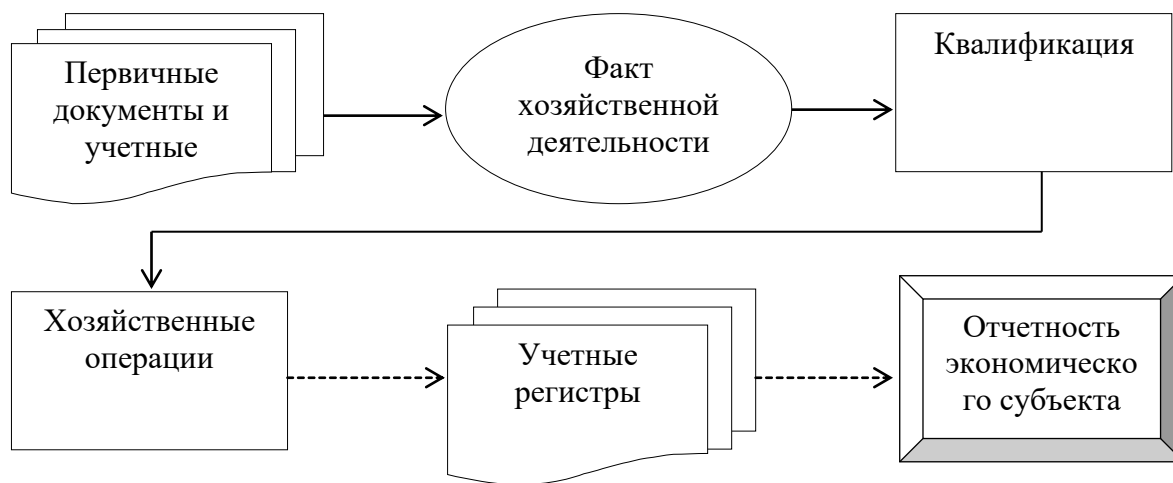 Первичные
документы и
учетные
Факт
хозяйственной
деятельности
Квалификация
Хозяйственные
операции
Учетные
регистры
Отчетность
экономическо
го субъекта